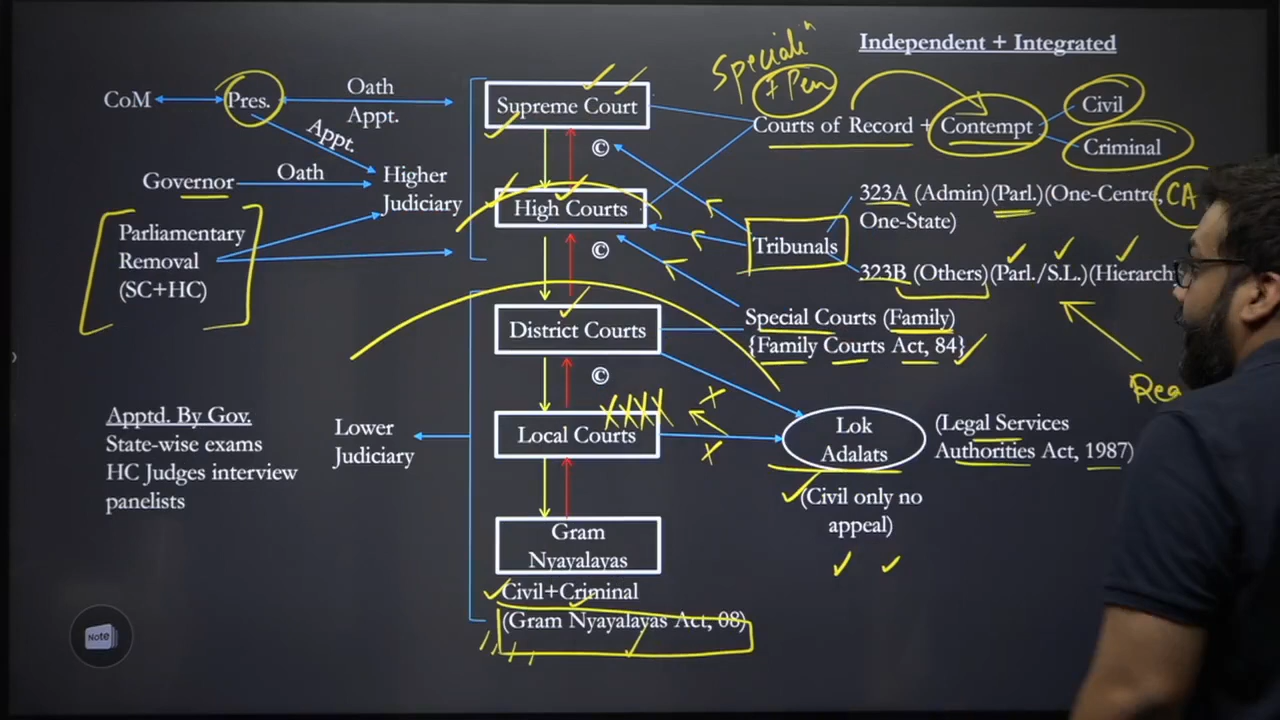 Independent + Integrated
Speciali"
+ Pen
CoM
Pres.
Oath
Appt.
Appt.
Governor
Oath
Higher
Judiciary
Parliamentary
Removal
(SC+HC)
Supreme Court
©
High Courts
©
District Courts
©
XXXX
Local Courts
Gram
Nyayalayas
Civil+Criminal
(Gram Nyayalayas Act, 08)
Courts of Record + Contempt
Civil
Criminal
Tribunals
323A (Admin)(Parl.)(One-Centre,
One-State)
CA
323B (Others)(Parl./S.L.)(Hierarch
Special Courts (Family)
{Family Courts Act, 84}
x
x
Lok
Adalats
(Legal Services
Authorities Act, 1987)
(Civil only no
appeal)
Apptd. By Gov.
State-wise exams
HC Judges interview
panelists
Lower
Judiciary
Note